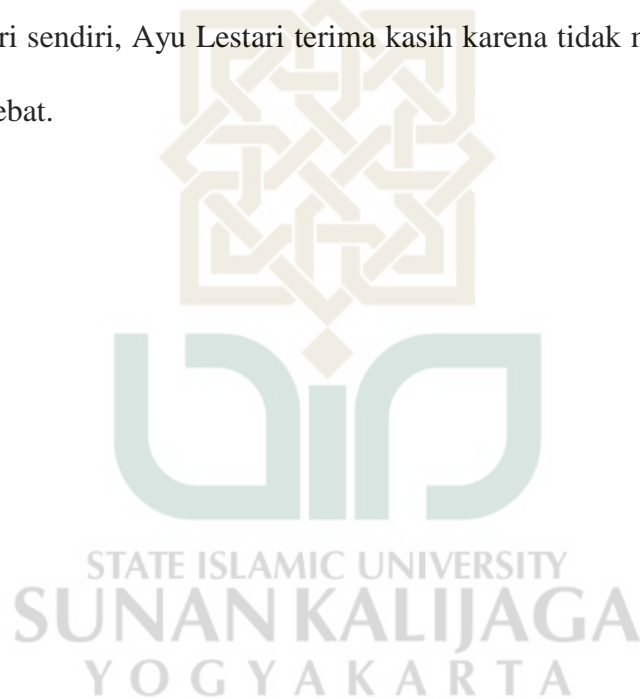 ri sendiri, Ayu Lestari terima kasih karena tidak
ebat.
STATE ISLAMIC UNIVERSITY
SUNAN KALIJAGA
YOGYAKARTA